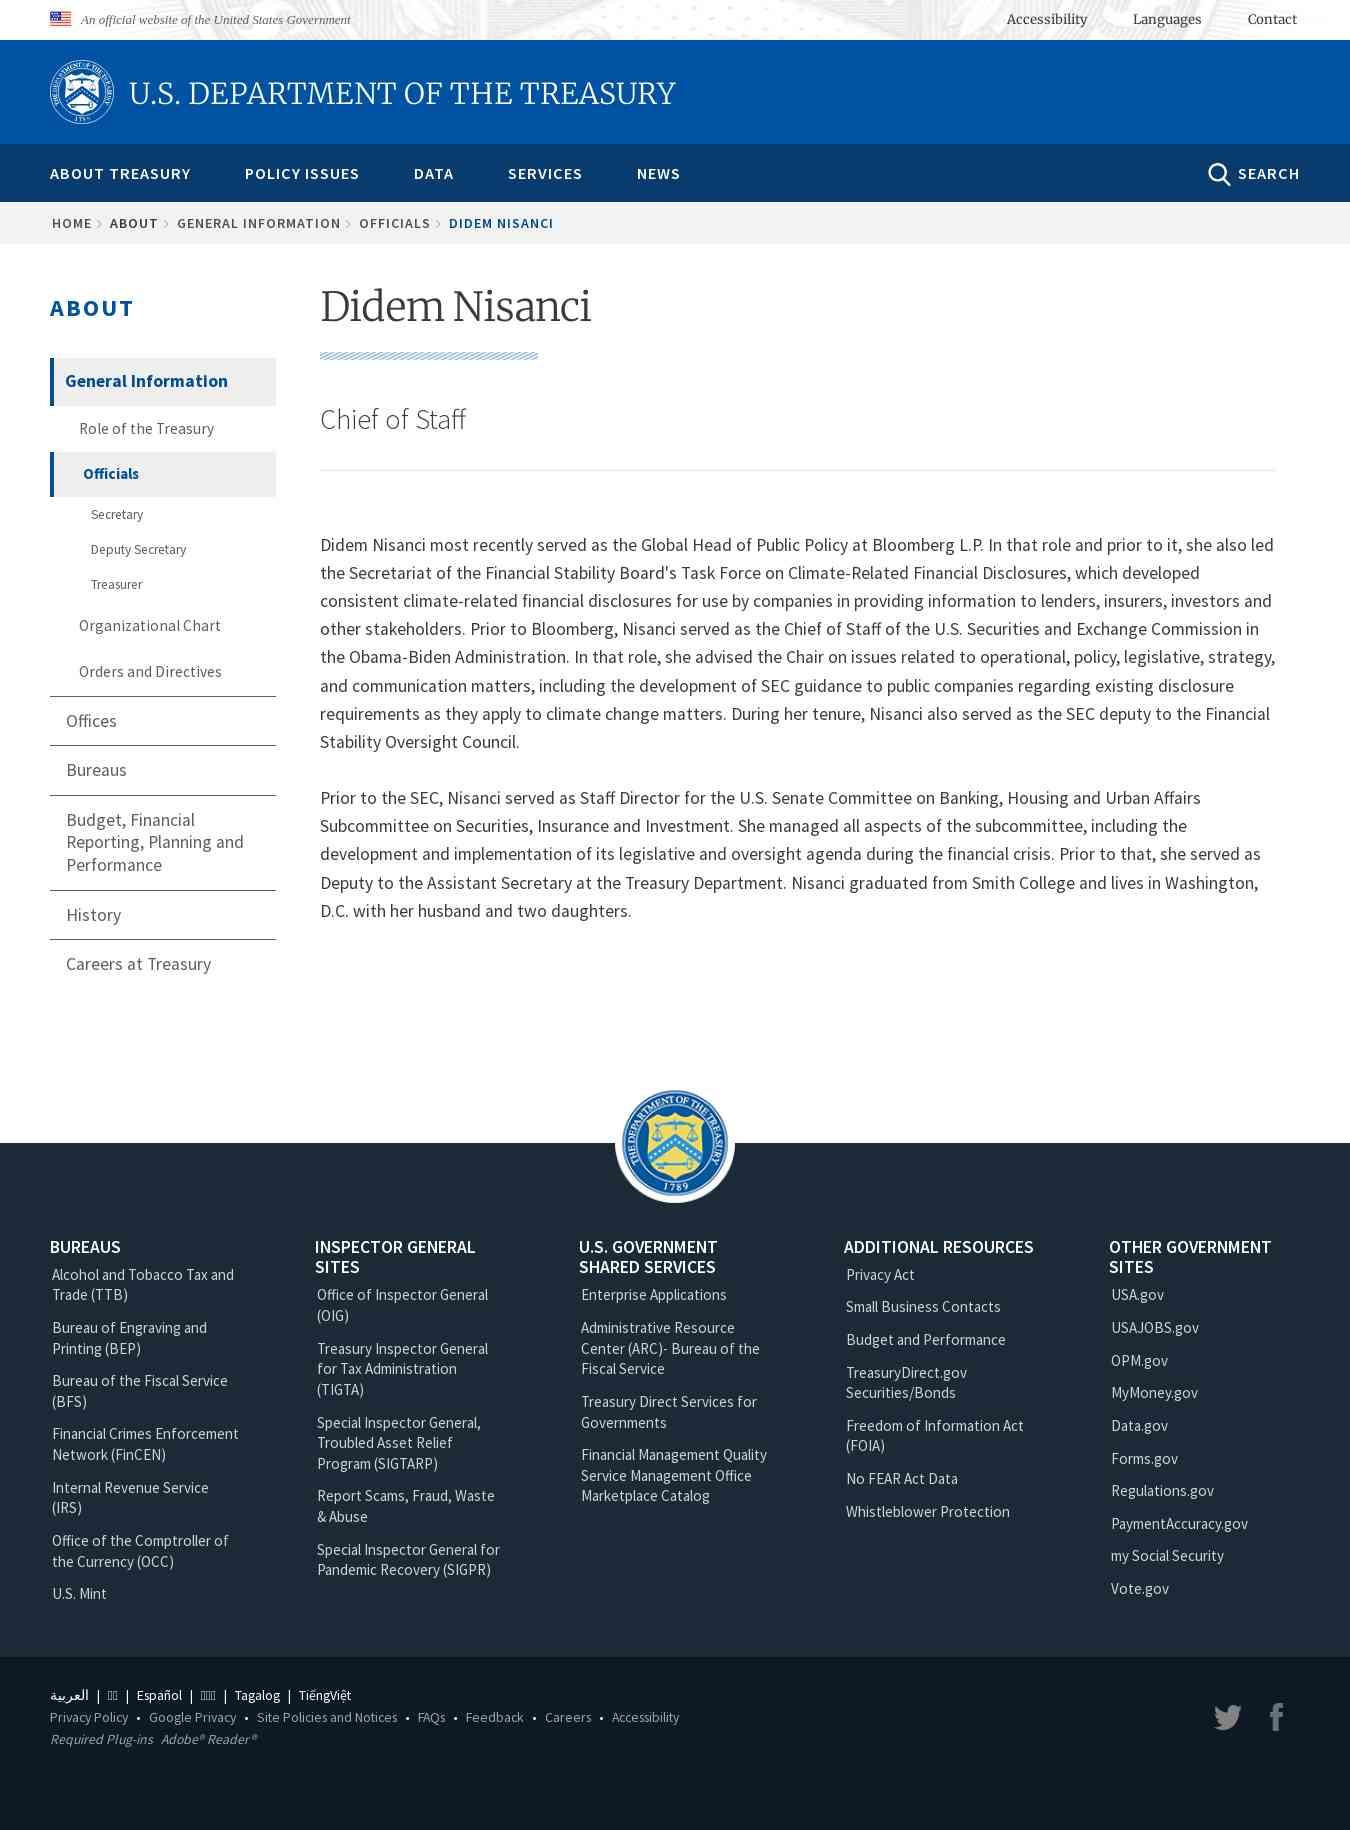 An official website of the United States Government
Accessibility Languages Contact
U.S. DEPARTMENT OF THE TREASURY
ABOUT TREASURY POLICY ISSUES DATA SERVICES NEWS SEARCH
HOME ABOUT GENERAL INFORMATION OFFICIALS DIDEM NISANCI
ABOUT
General Information
Role of the Treasury
Officials
Secretary
Deputy Secretary
Treasurer
Organizational Chart
Orders and Directives
Offices
Bureaus
Budget, Financial
Reporting, Planning and
Performance
History
Careers at Treasury
Didem Nisanci
Chief of Staff
Didem Nisanci most recently served as the Global Head of Public Policy at Bloomberg L.P. In that role and prior to it, she also led
the Secretariat of the Financial Stability Board's Task Force on Climate-Related Financial Disclosures, which developed
consistent climate-related financial disclosures for use by companies in providing information to lenders, insurers, investors and
other stakeholders. Prior to Bloomberg, Nisanci served as the Chief of Staff of the U.S. Securities and Exchange Commission in
the Obama-Biden Administration. In that role, she advised the Chair on issues related to operational, policy, legislative, strategy,
and communication matters, including the development of SEC guidance to public companies regarding existing disclosure
requirements as they apply to climate change matters. During her tenure, Nisanci also served as the SEC deputy to the Financial
Stability Oversight Council.
Prior to the SEC, Nisanci served as Staff Director for the U.S. Senate Committee on Banking, Housing and Urban Affairs
Subcommittee on Securities, Insurance and Investment. She managed all aspects of the subcommittee, including the
development and implementation of its legislative and oversight agenda during the financial crisis. Prior to that, she served as
Deputy to the Assistant Secretary at the Treasury Department. Nisanci graduated from Smith College and lives in Washington,
D.C. with her husband and two daughters.
THE DEPARTMENT OF THE TREASURY
1789
BUREAUS
Alcohol and Tobacco Tax and
Trade (TTB)
Bureau of Engraving and
Printing (BEP)
Bureau of the Fiscal Service
(BFS)
Financial Crimes Enforcement
Network (FinCEN)
Internal Revenue Service
(IRS)
Office of the Comptroller of
the Currency (OCC)
U.S. Mint
INSPECTOR GENERAL
SITES
Office of Inspector General
(OIG)
Treasury Inspector General
for Tax Administration
(TIGTA)
Special Inspector General,
Troubled Asset Relief
Program (SIGTARP)
Report Scams, Fraud, Waste
& Abuse
Special Inspector General for
Pandemic Recovery (SIGPR)
U.S. GOVERNMENT
SHARED SERVICES
Enterprise Applications
Administrative Resource
Center (ARC)- Bureau of the
Fiscal Service
Treasury Direct Services for
Governments
Financial Management Quality
Service Management Office
Marketplace Catalog
ADDITIONAL RESOURCES
Privacy Act
Small Business Contacts
Budget and Performance
TreasuryDirect.gov
Securities/Bonds
Freedom of Information Act
(FOIA)
No FEAR Act Data
Whistleblower Protection
OTHER GOVERNMENT
SITES
USA.gov
USAJOBS.gov
OPM.gov
MyMoney.gov
Data.gov
Forms.gov
Regulations.gov
PaymentAccuracy.gov
my Social Security
Vote.gov
العربية | | Español | | Tagalog | TiếngViệt
Privacy Policy • Google Privacy • Site Policies and Notices • FAQs • Feedback • Careers • Accessibility
Required Plug-ins Adobe® Reader®